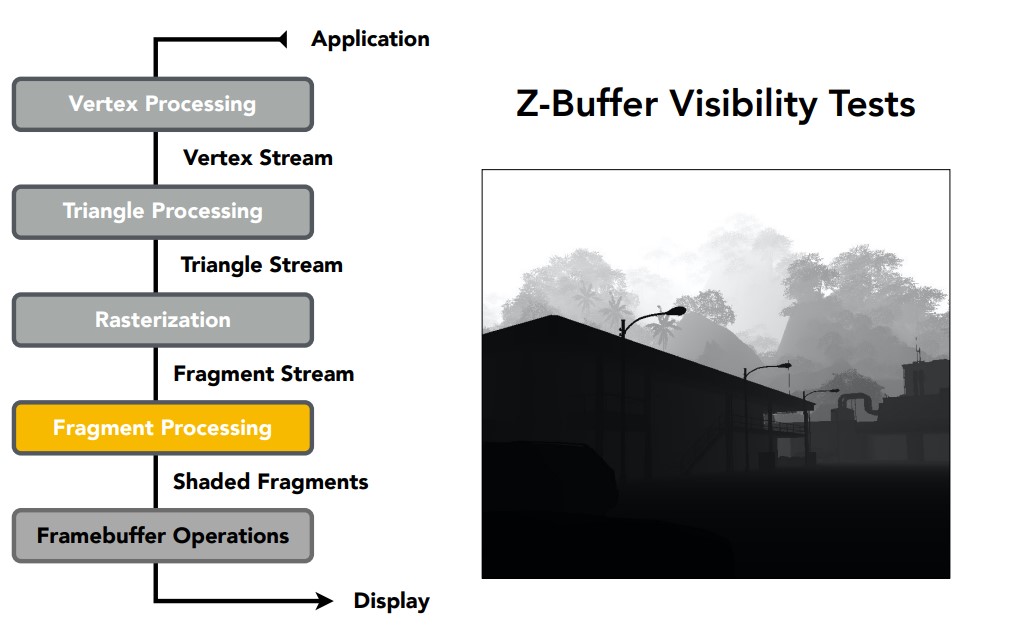 Application
Vertex Processing
Vertex Stream
Triangle Processing
Triangle Stream
Rasterization
Fragment Stream
Fragment Processing
Shaded Fragments
Framebuffer Operations
Display
Z-Buffer Visibility Tests